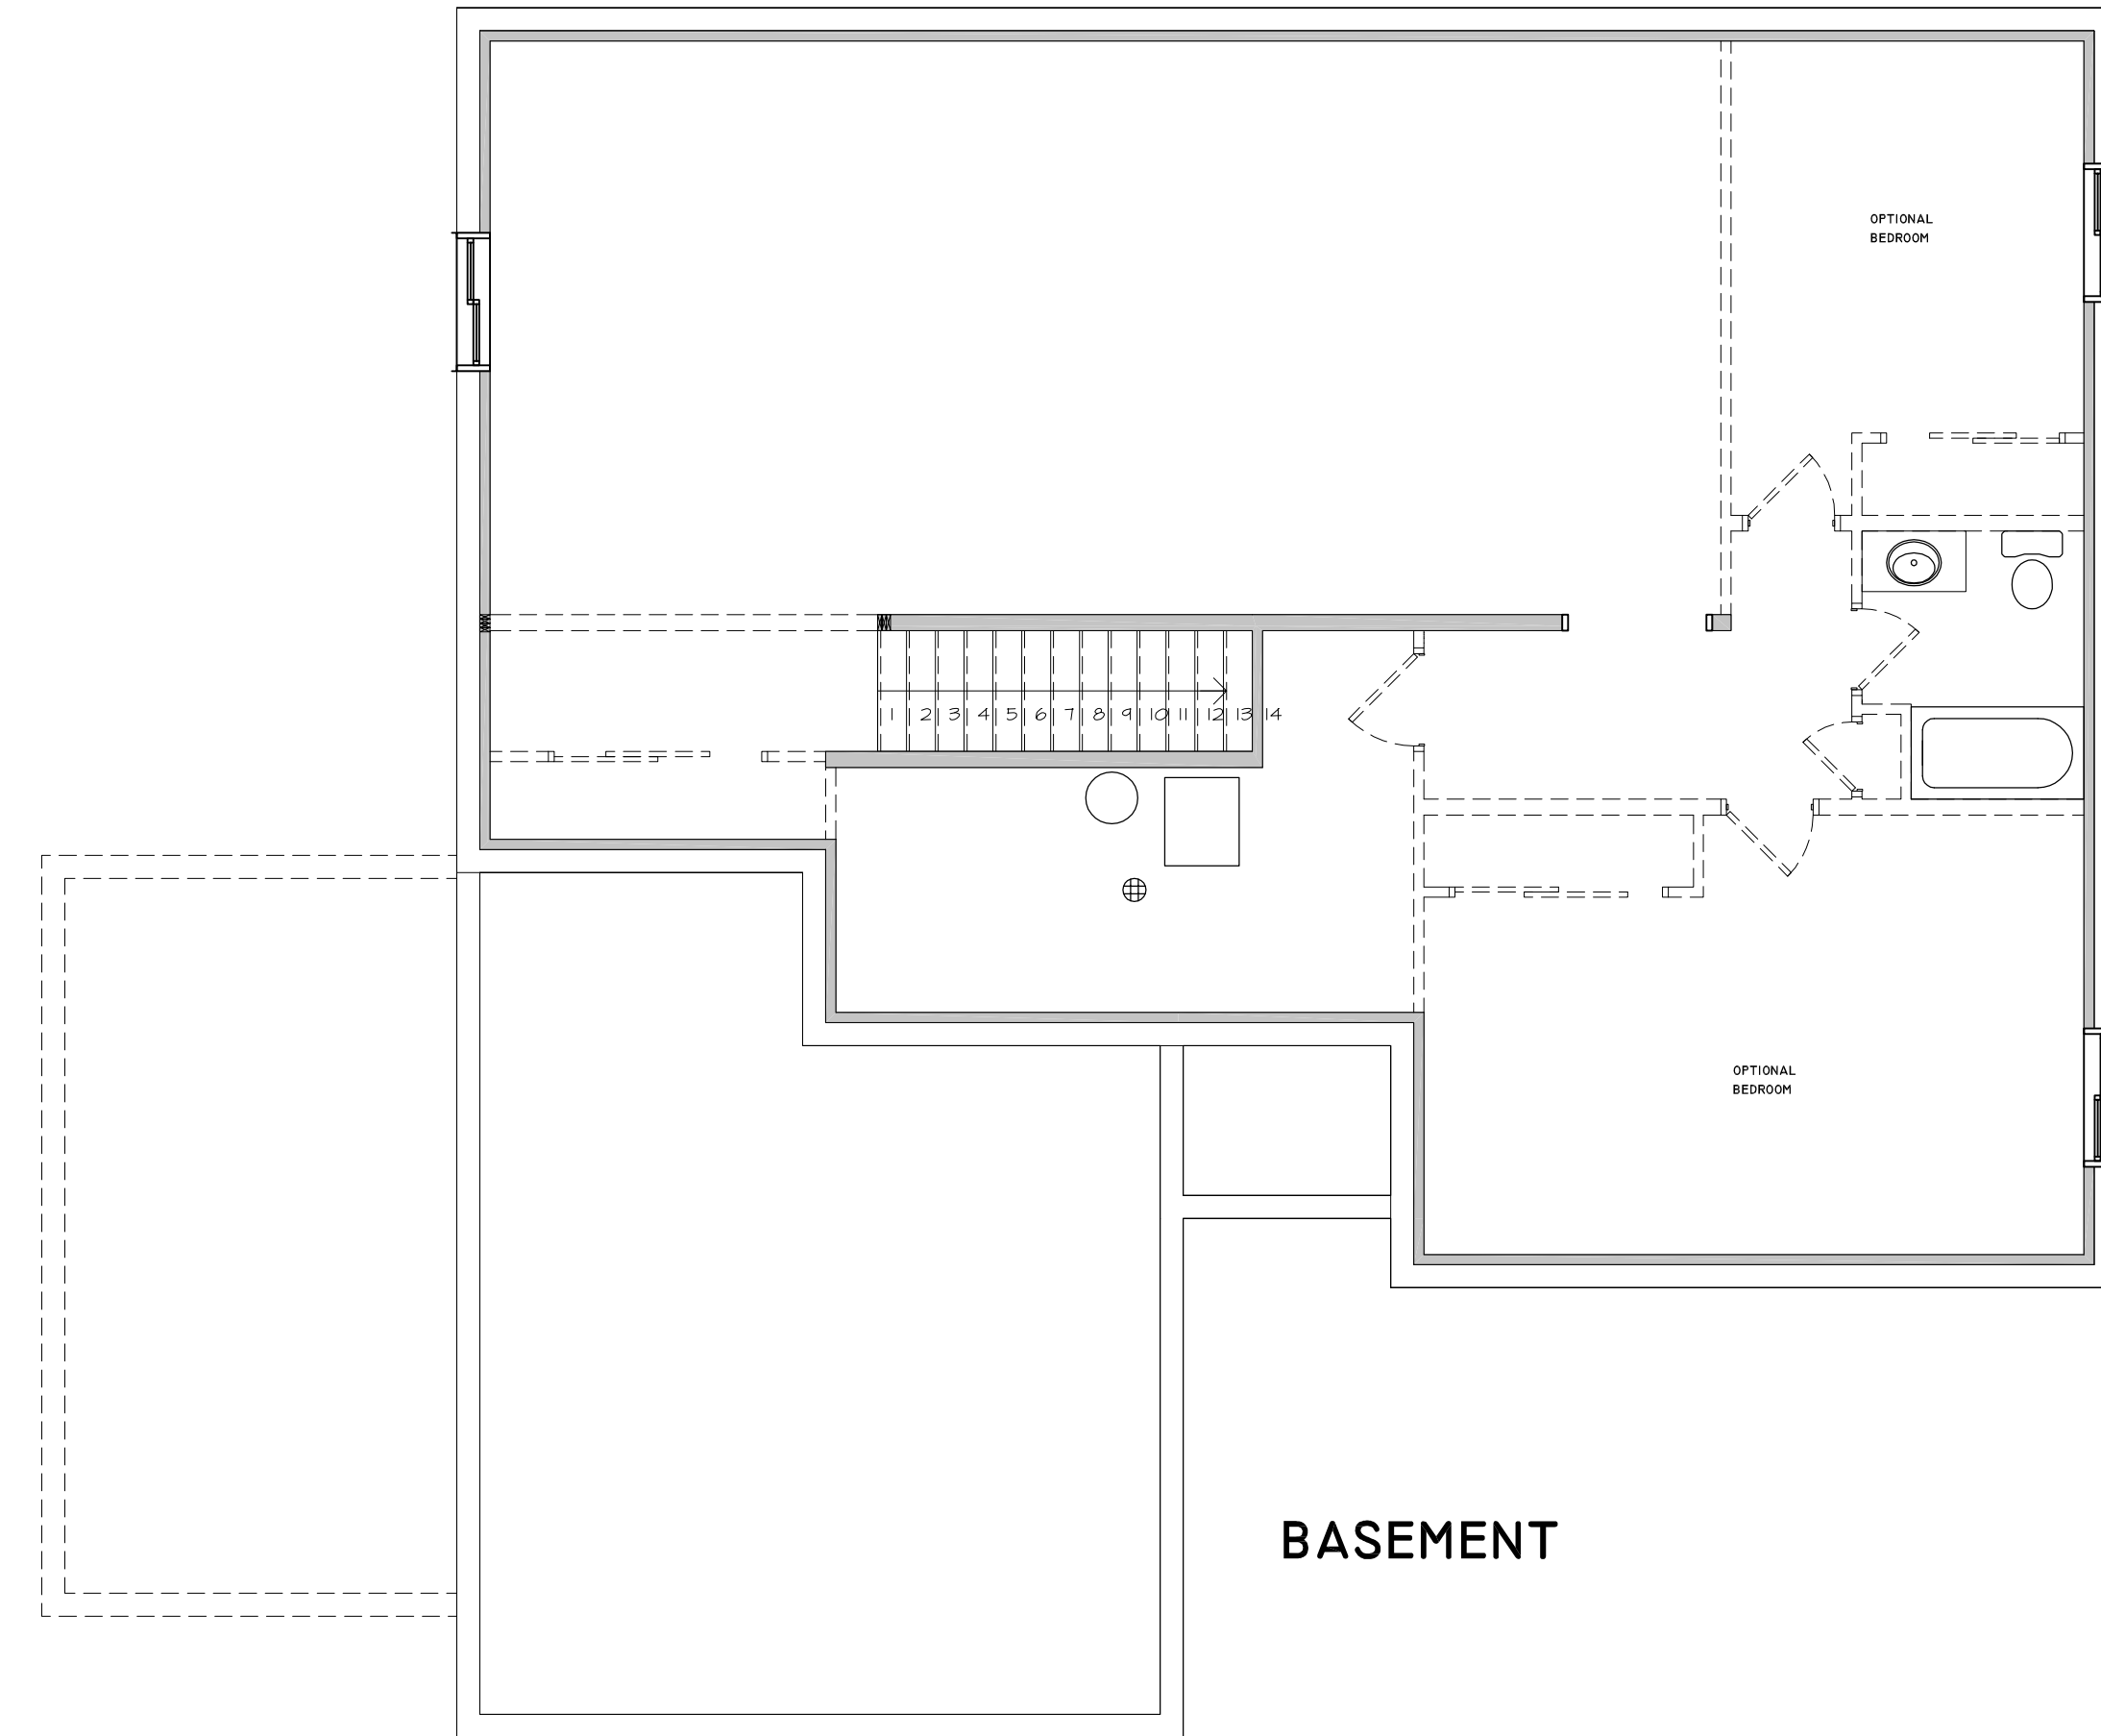 OPTIONAL
BEDROOM
1 2 3 4 5 6 7 8 9 10 11 12 13 14
OPTIONAL
BEDROOM
BASEMENT